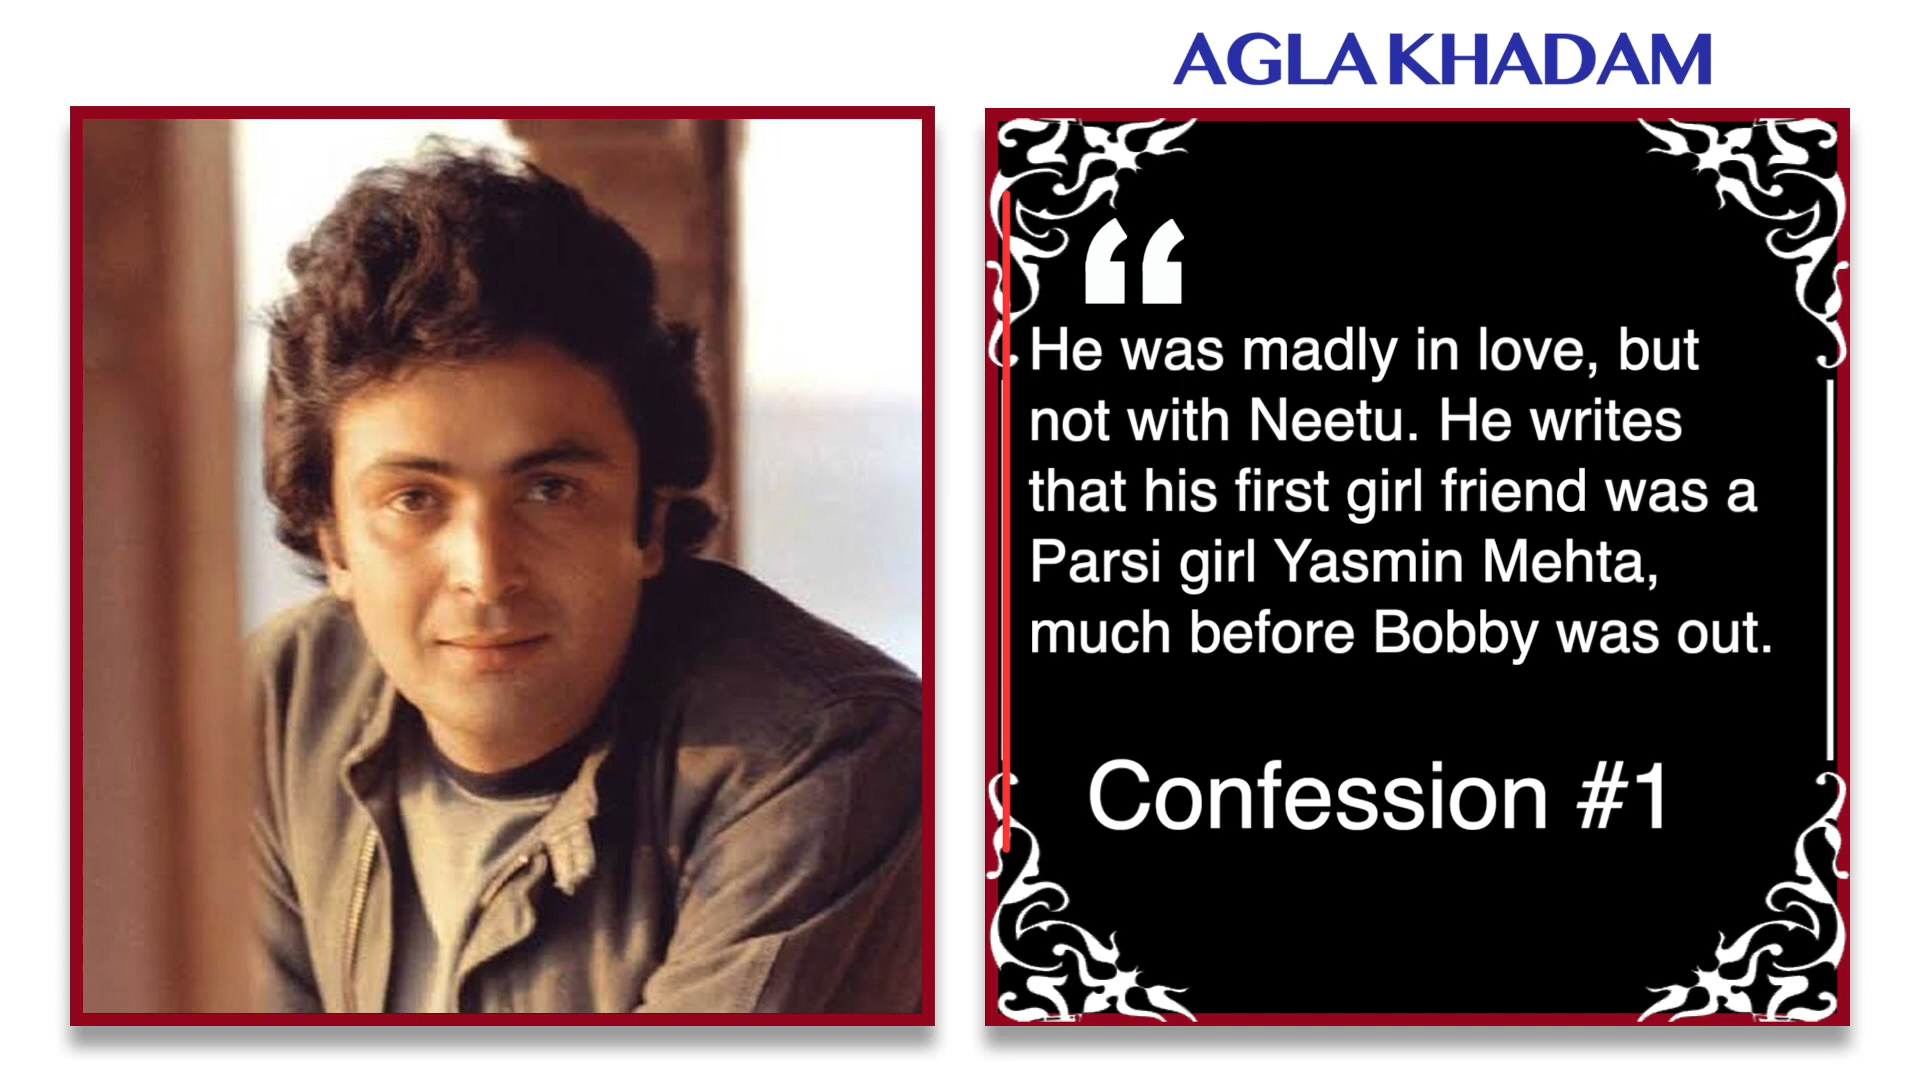 AGLA KHADAM
“
He was madly in love, but
not with Neetu. He writes
that his first girl friend was a
Parsi girl Yasmin Mehta,
much before Bobby was out.
Confession #1